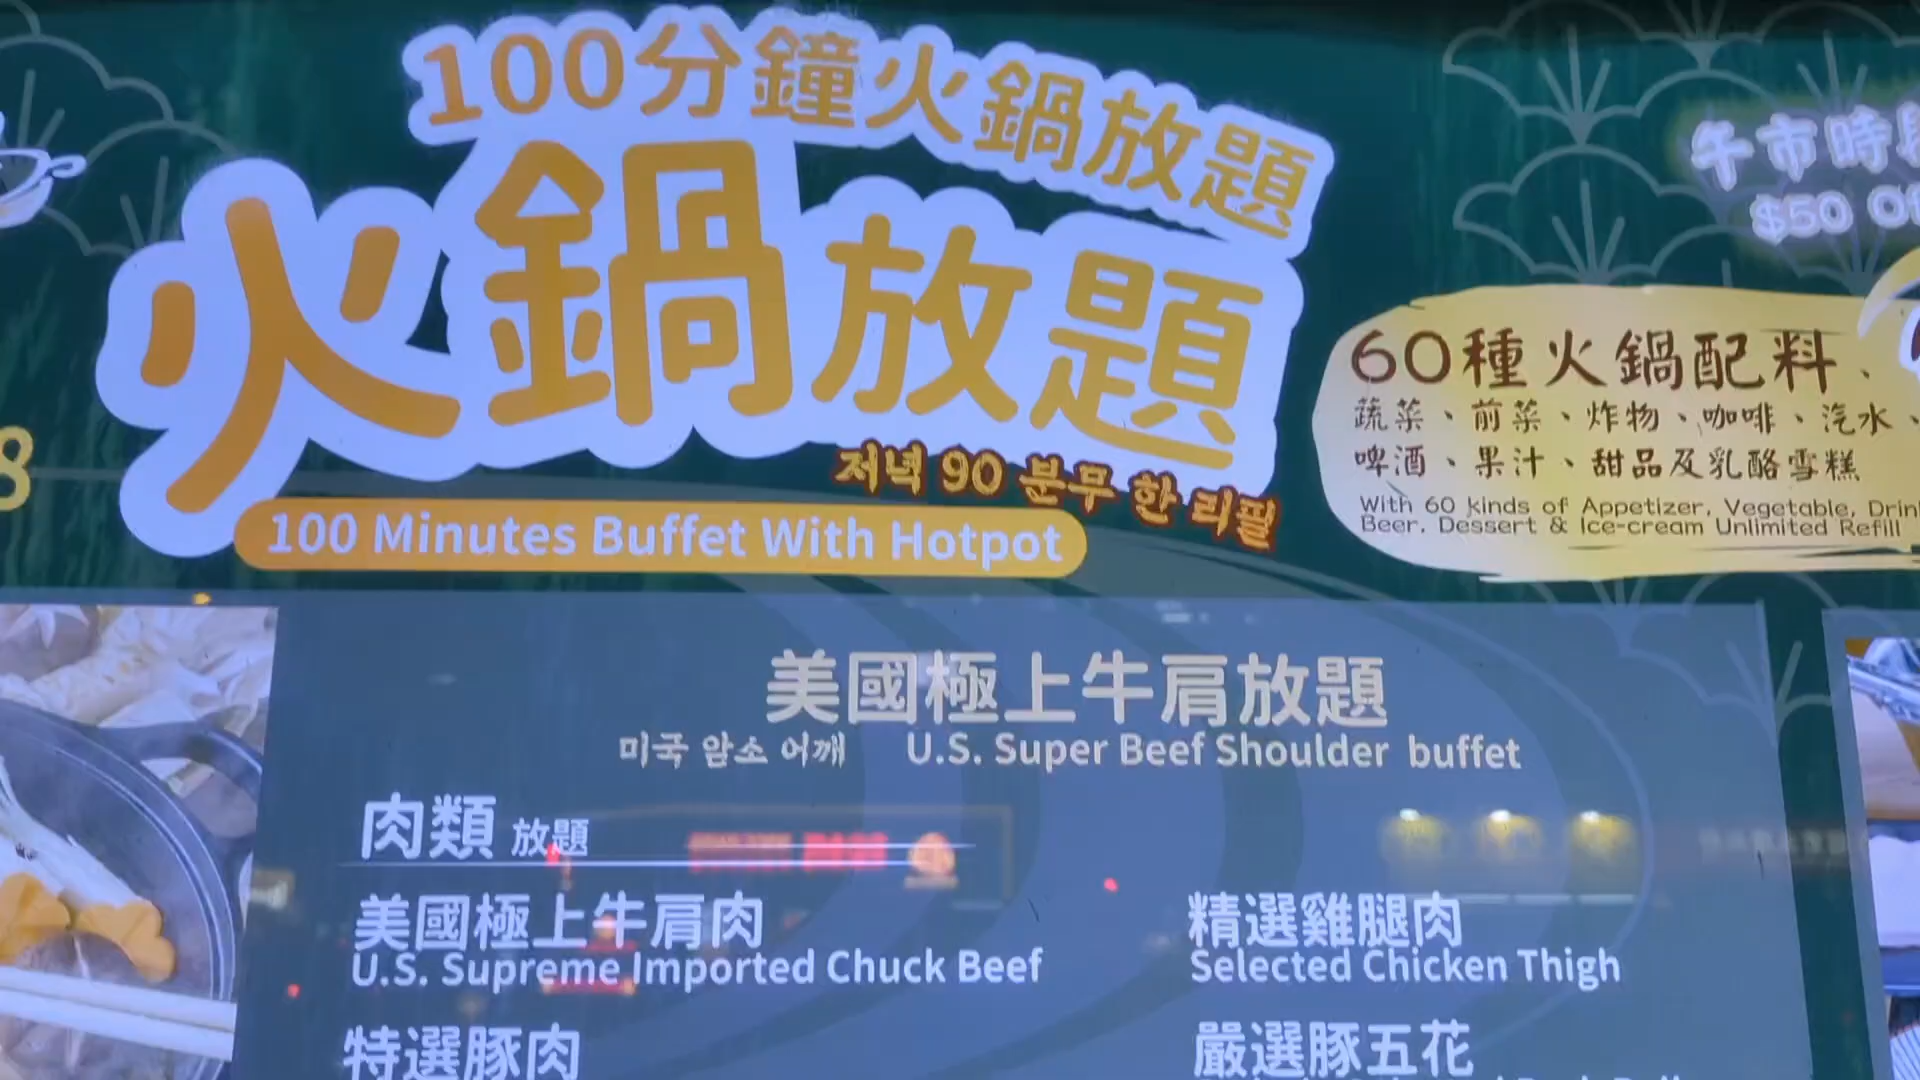 100分鐘火鍋放題
火鍋放題
저녁 90 분무 한 리필
100 Minutes Buffet With Hotpot
午市時
$50
60種火鍋配料、
蔬菜、前菜、炸物、咖啡、汽水、
啤酒、果汁、甜品及乳酪雪糕
With 60 kinds of Appetizer, Vegetable,
Beer. Dessert & Ice-cream Unlimited Refill
8
美國極上牛肩放題
미국 암소 어깨 U.S. Super Beef Shoulder buffet
肉類 放題
美國極上牛肩肉
U.S. Supreme Imported Chuck Beef
精選雞腿肉
Selected Chicken Thigh
特選豚肉
嚴選豚五花